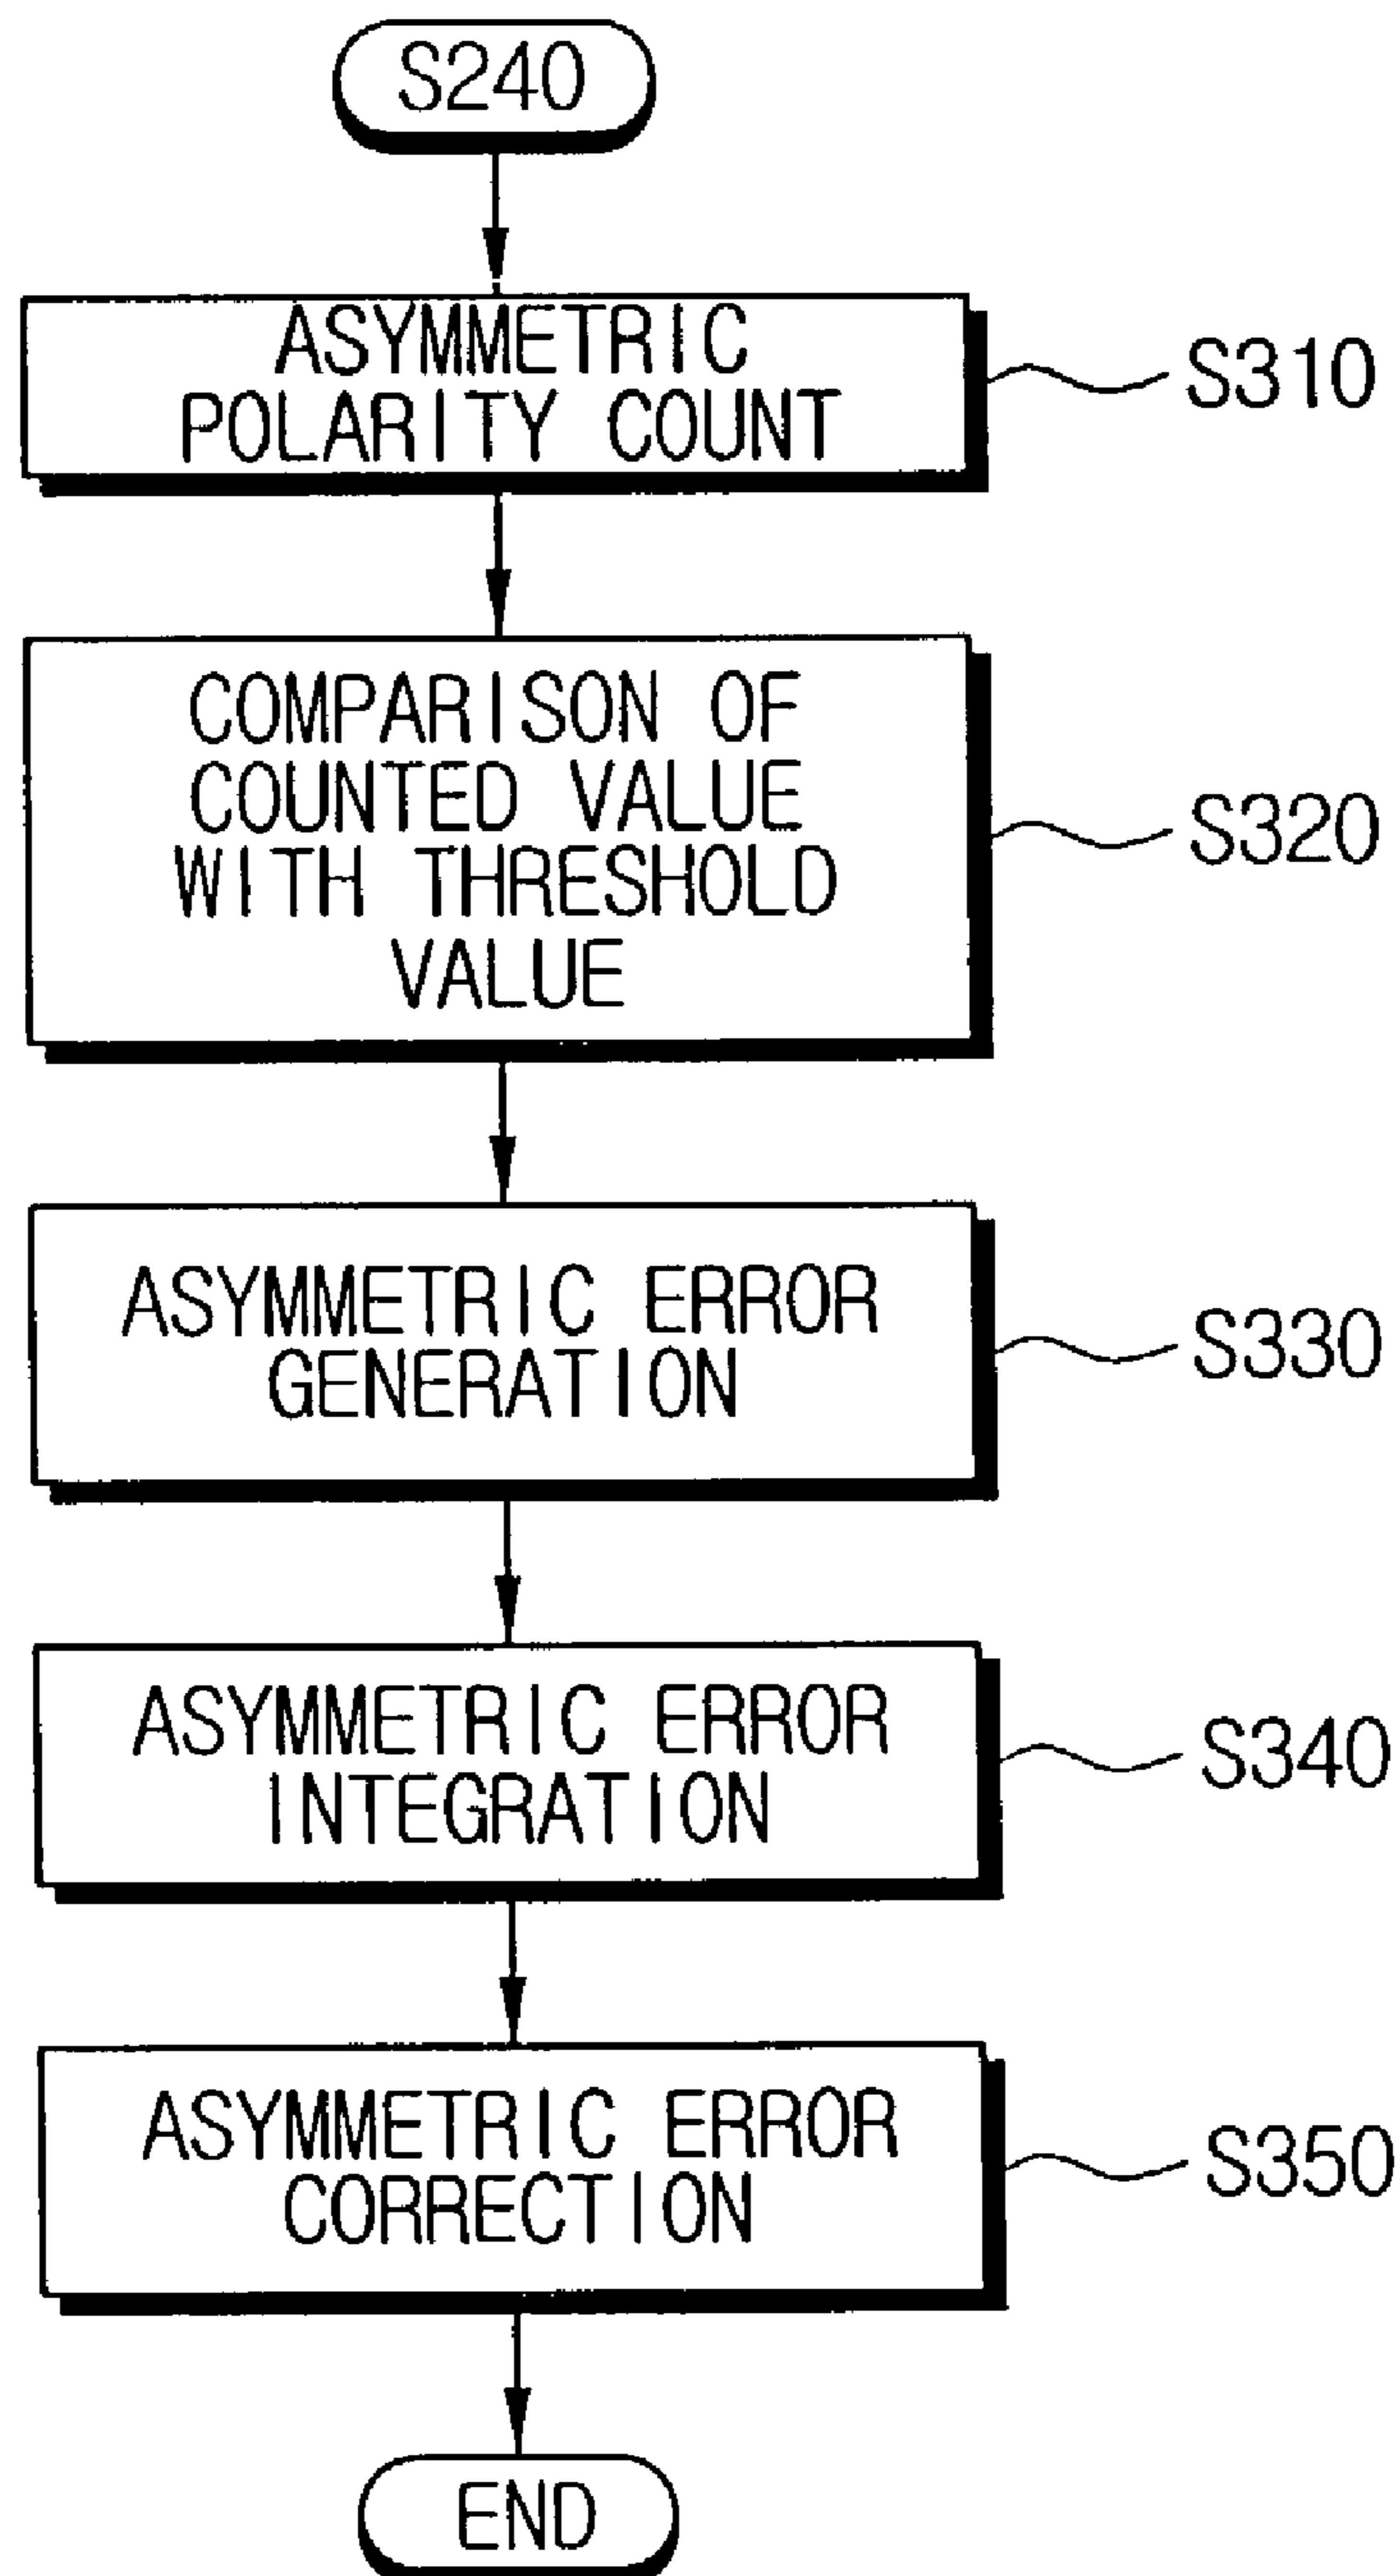 S240
ASYMMETRIC
POLARITY COUNT
S310
COMPARISON OF
COUNTED VALUE
WITH THRESHOLD
VALUE
S320
ASYMMETRIC ERROR
GENERATION
S330
ASYMMETRIC ERROR
INTEGRATION
S340
ASYMMETRIC ERROR
CORRECTION
S350
END